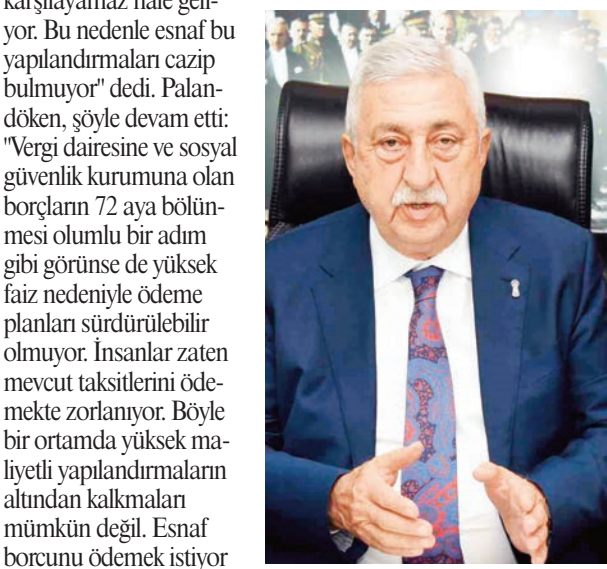 karşılayamaz hale geli-
yor. Bu nedenle esnaf bu
yapılandırmaları cazip
bulmuyor" dedi. Palan-
döken, şöyle devam etti:
"Vergi dairesine ve sosyal
güvenlik kurumuna olan
borçların 72 aya bölün-
mesi olumlu bir adım
gibi görünse de yüksek
faiz nedeniyle ödeme
planları sürdürülebilir
olmuyor. İnsanlar zaten
mevcut taksitlerini öde-
mekte zorlanıyor. Böyle
bir ortamda yüksek ma-
liyetli yapılandırmaların
altından kalkmaları
mümkün değil. Esnaf
borcunu ödemek istiyor